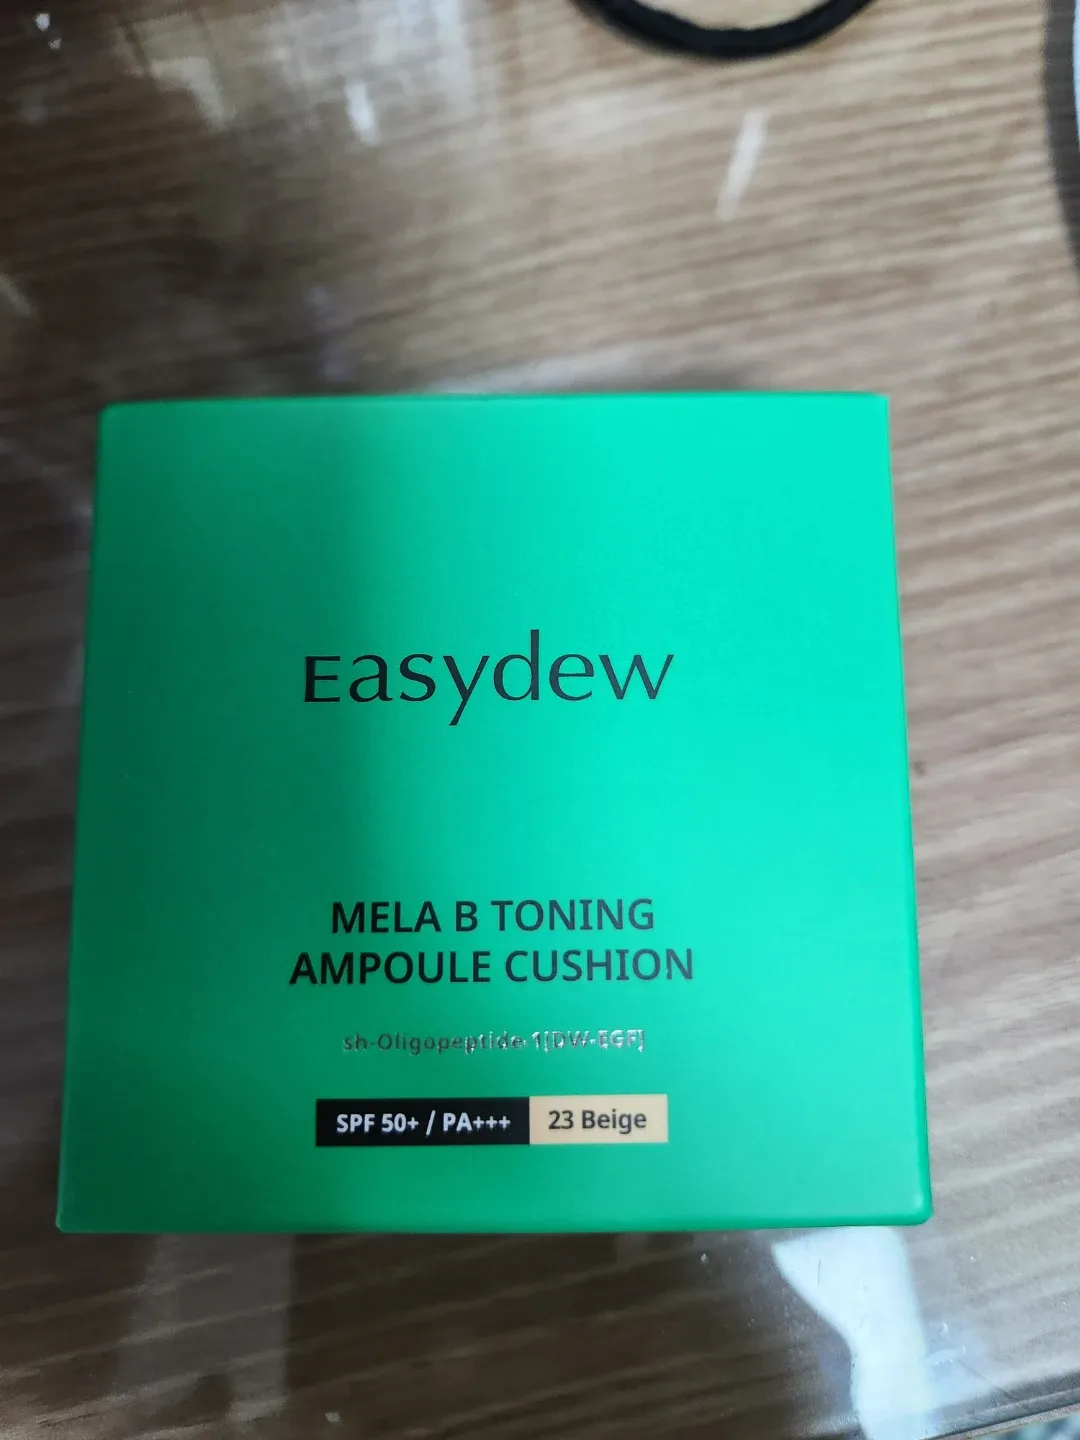 Easydew
MELA B TONING
AMPOULE CUSHION
sh-Oligopeptide-1[DW-EGF]
SPF 50+ / PA+++ 23 Beige